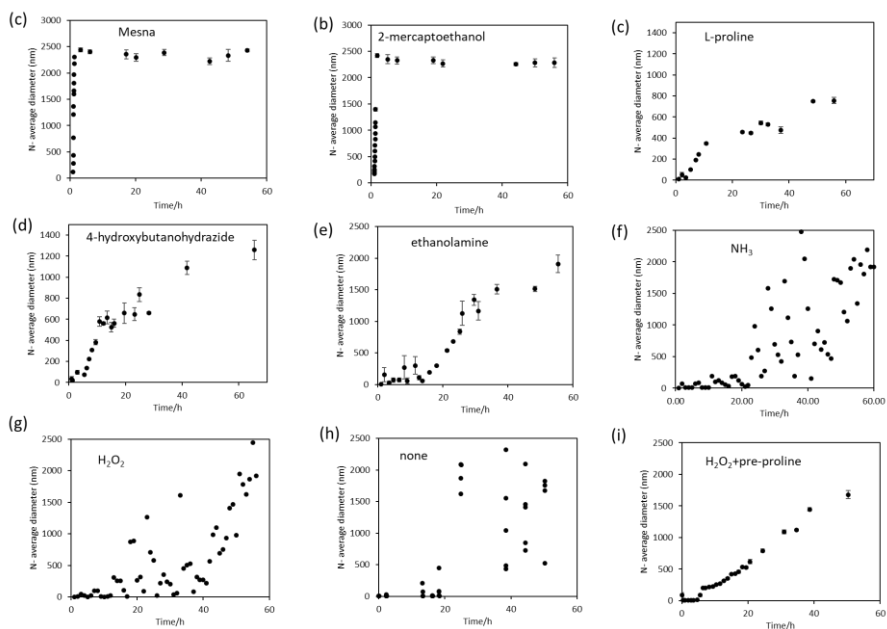 (c)
Mesna
N- average diameter (nm)
3000
2500
2000
1500
1000
500
0
0 20 40 60
Time/h
(b)
2-mercaptoethanol
N- average diameter (nm)
3000
2500
2000
1500
1000
500
0
0 20 40 60
Time/h
(c)
L-proline
N- average diameter (nm)
1400
1200
1000
800
600
400
200
0
0 20 40 60
Time/h
(d)
4-hydroxybutanohydrazide
N- average diameter (nm)
1400
1200
1000
800
600
400
200
0
0 20 40 60
Time/h
(e)
ethanolamine
N- average diameter (nm)
2500
2000
1500
1000
500
0
0 20 40 60
Time/h
(f)
NH₃
N- average diameter (nm)
2500
2000
1500
1000
500
0
0.00 20.00 40.00 60.00
Time/h
(g)
H₂O₂
N- average diameter (nm)
2500
2000
1500
1000
500
0
0 20 40 60
Time/h
(h)
none
N- average diameter (nm)
2500
2000
1500
1000
500
0
0 20 40 60
Time/h
(i)
H₂O₂+pre-proline
N- average diameter (nm)
2500
2000
1500
1000
500
0
0 20 40 60
Time/h